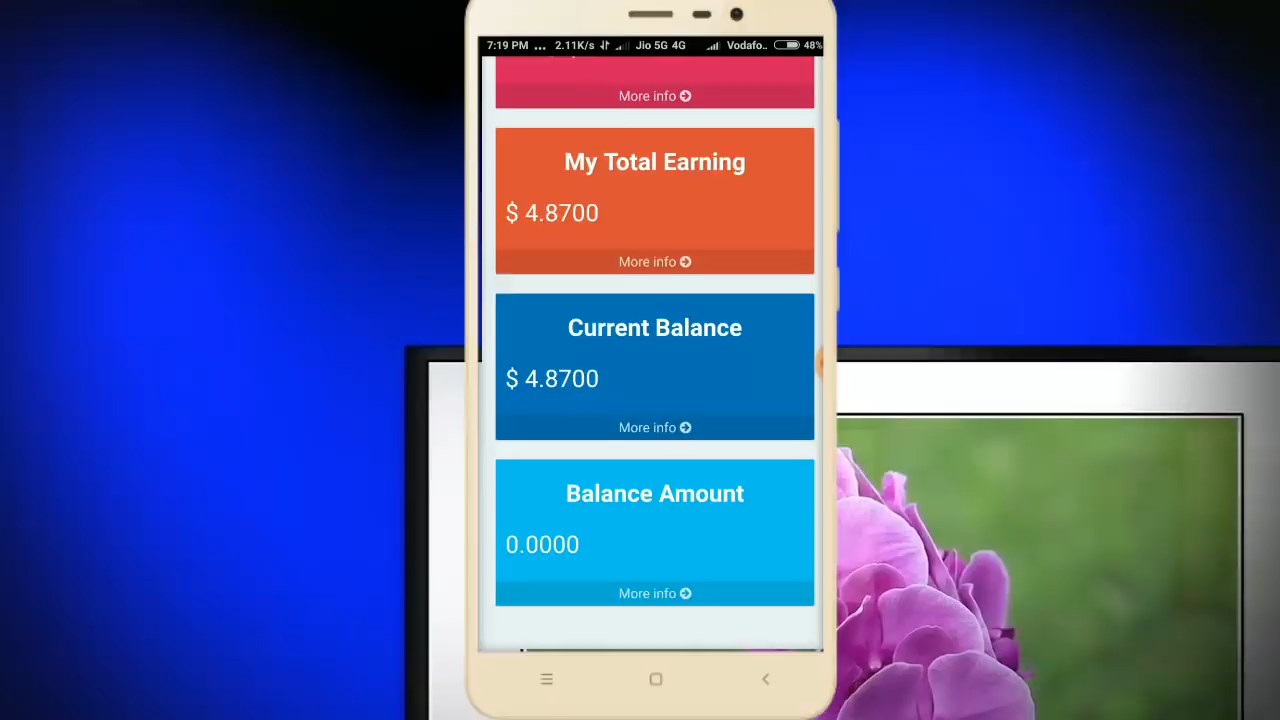 7:19 PM ... 2.11K/s Jio 5G 4G Vodafo.. 48%
More info
My Total Earning
$ 4.8700
More info
Current Balance
$ 4.8700
More info
Balance Amount
0.0000
More info